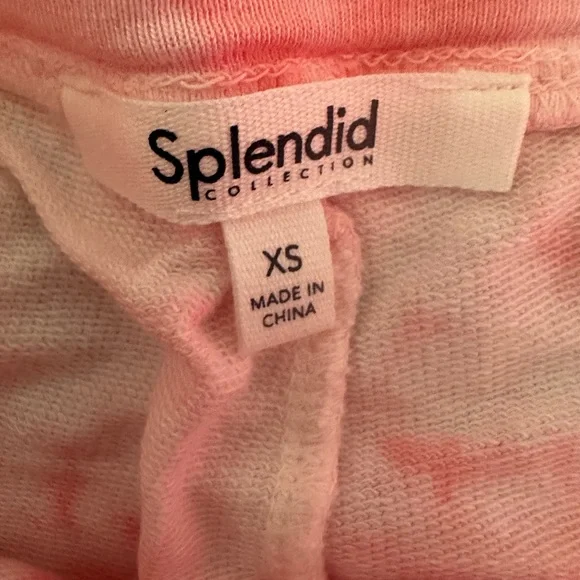 Splendid
COLLECTION
XS
MADE IN
CHINA